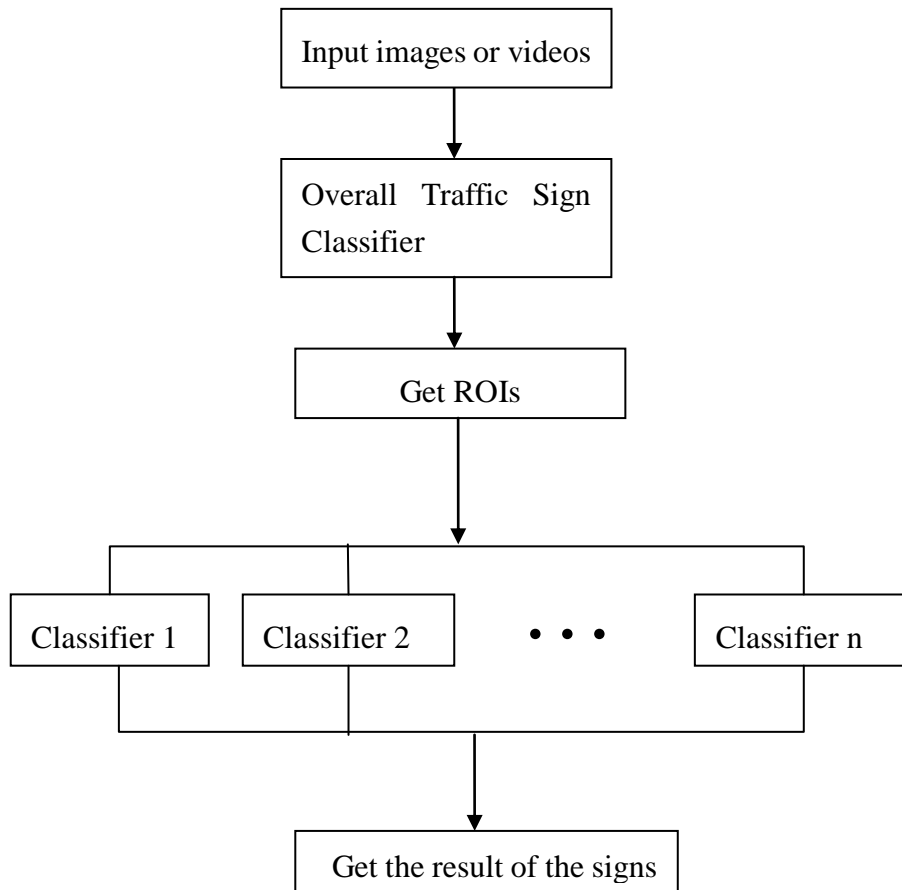 Input images or videos
Overall Traffic Sign
Classifier
Get ROIs
Classifier 1
Classifier 2
• • •
Classifier n
Get the result of the signs